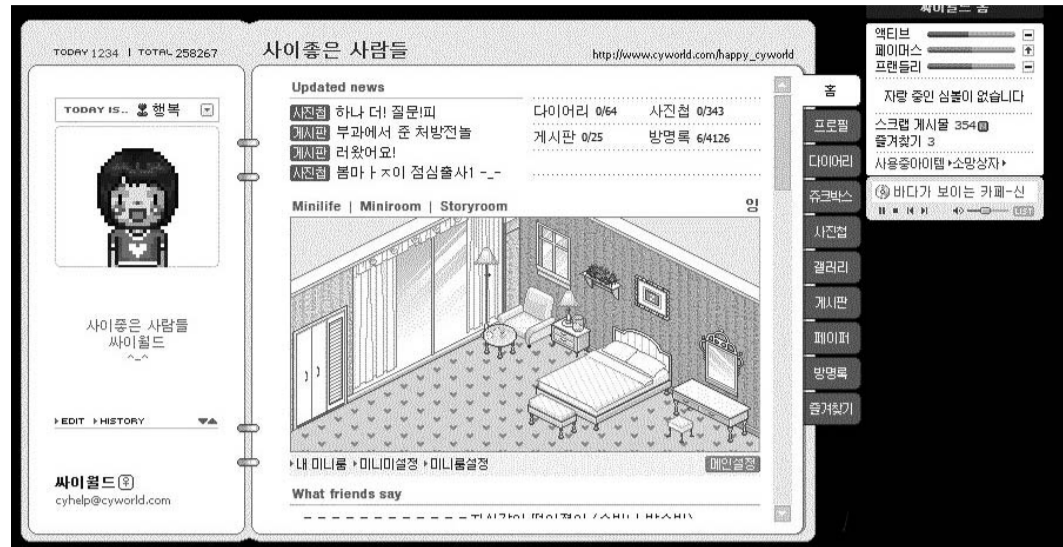 TODAY 1234 | TOTAL 258267
사이좋은 사람들
http://www.cyworld.com/happy_cyworld
TODAY IS.. 행복
사이좋은 사람들
싸이월드
^_^
EDIT HISTORY
싸이월드
cyhelp@cyworld.com
Updated news
사진첩 하나 더! 질문!피
게시판 부과에서 준 처방전놀
게시판 러왔어요!
사진첩 봄마ㅏㅈ이 점심출사1 -_-
다이어리 0/64 사진첩 0/343
게시판 0/25 방명록 6/4126
Minilife | Miniroom | Storyroom
잉
내 미니룸 미니미설정 미니룸설정
메인설정
What friends say
홈
프로필
다이어리
쥬크박스
사진첩
갤러리
게시판
페이퍼
방명록
즐겨찾기
싸이월드 홈
액티브
페이머스
프랜들리
자랑 중인 심볼이 없습니다
스크랩 게시물 354
즐겨찾기 3
사용중아이템 소망상자
바다가 보이는 카페-신
LIST